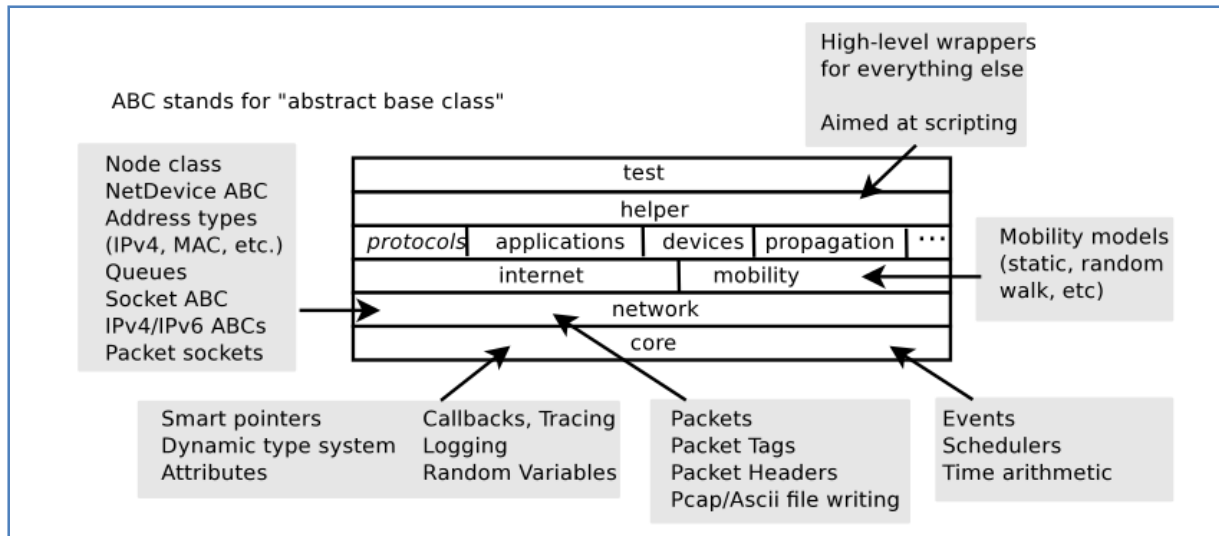 High-level wrappers
for everything else
Aimed at scripting
ABC stands for "abstract base class"
Node class
NetDevice ABC
Address types
(IPv4, MAC, etc.)
Queues
Socket ABC
IPv4/IPv6 ABCs
Packet sockets
test
helper
protocols applications devices propagation ...
internet mobility
network
core
Mobility models
(static, random
walk, etc)
Smart pointers
Dynamic type system
Attributes
Callbacks, Tracing
Logging
Random Variables
Packets
Packet Tags
Packet Headers
Pcap/Ascii file writing
Events
Schedulers
Time arithmetic